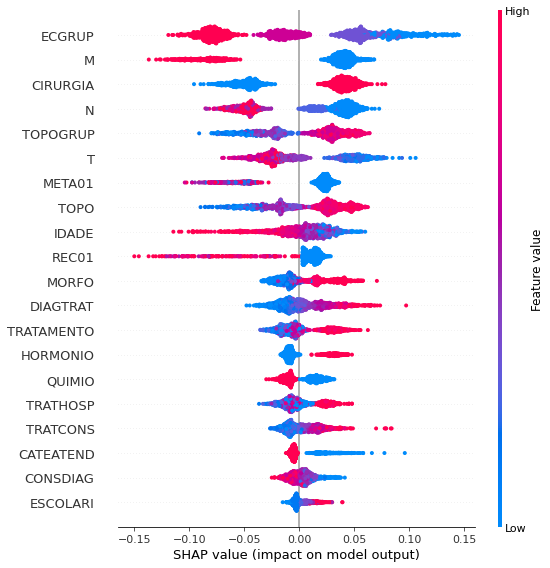 High
ECGRUP
M
CIRURGIA
N
TOPOGRUP
T
META01
TOPO
IDADE
REC01
MORFO
DIAGTRAT
TRATAMENTO
HORMONIO
QUIMIO
TRATHOSP
TRATCONS
CATEATEND
CONSDIAG
ESCOLARI
Feature value
Low
−0.15 −0.10 −0.05 0.00 0.05 0.10 0.15
SHAP value (impact on model output)